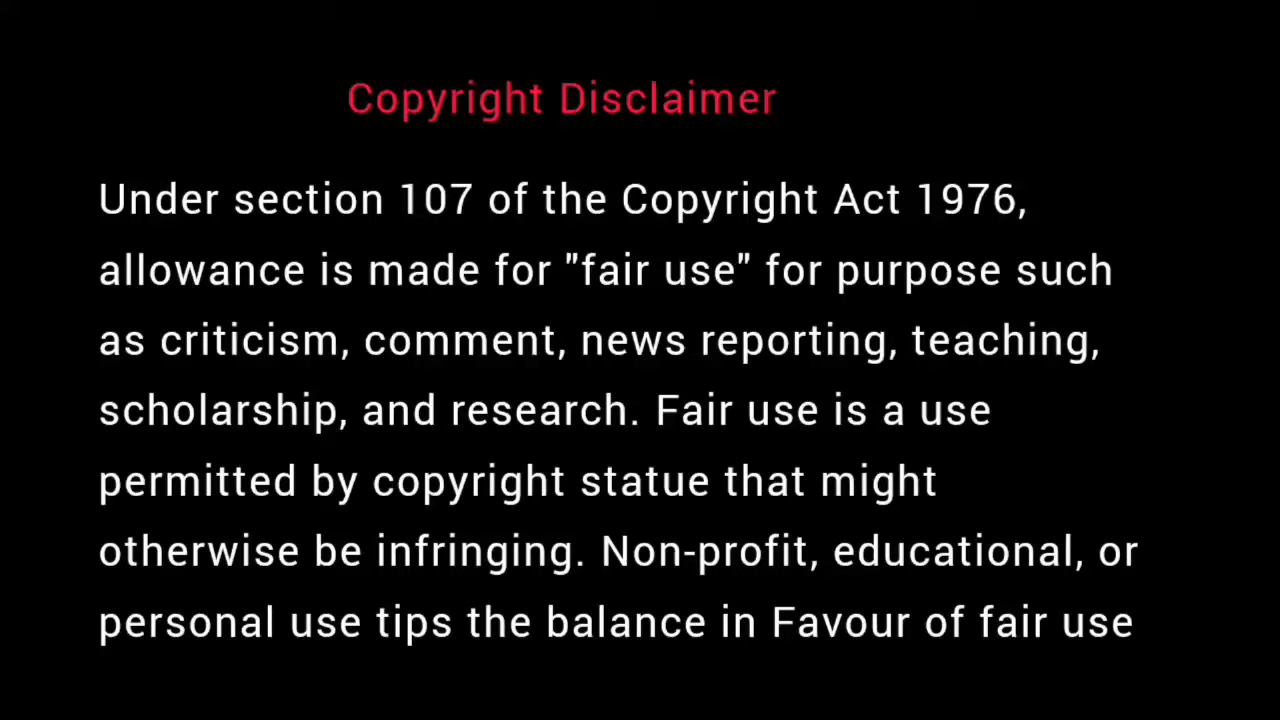 Copyright Disclaimer
Under section 107 of the Copyright Act 1976,
allowance is made for "fair use" for purpose such
as criticism, comment, news reporting, teaching,
scholarship, and research. Fair use is a use
permitted by copyright statue that might
otherwise be infringing. Non-profit, educational, or
personal use tips the balance in Favour of fair use